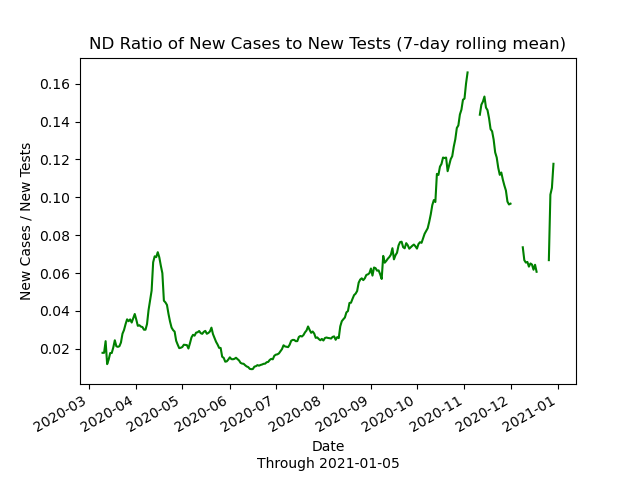 ND Ratio of New Cases to New Tests (7-day rolling mean)
New Cases / New Tests
0.16
0.14
0.12
0.10
0.08
0.06
0.04
0.02
2020-03 2020-04 2020-05 2020-06 2020-07 2020-08 2020-09 2020-10 2020-11 2020-12 2021-01
Date
Through 2021-01-05